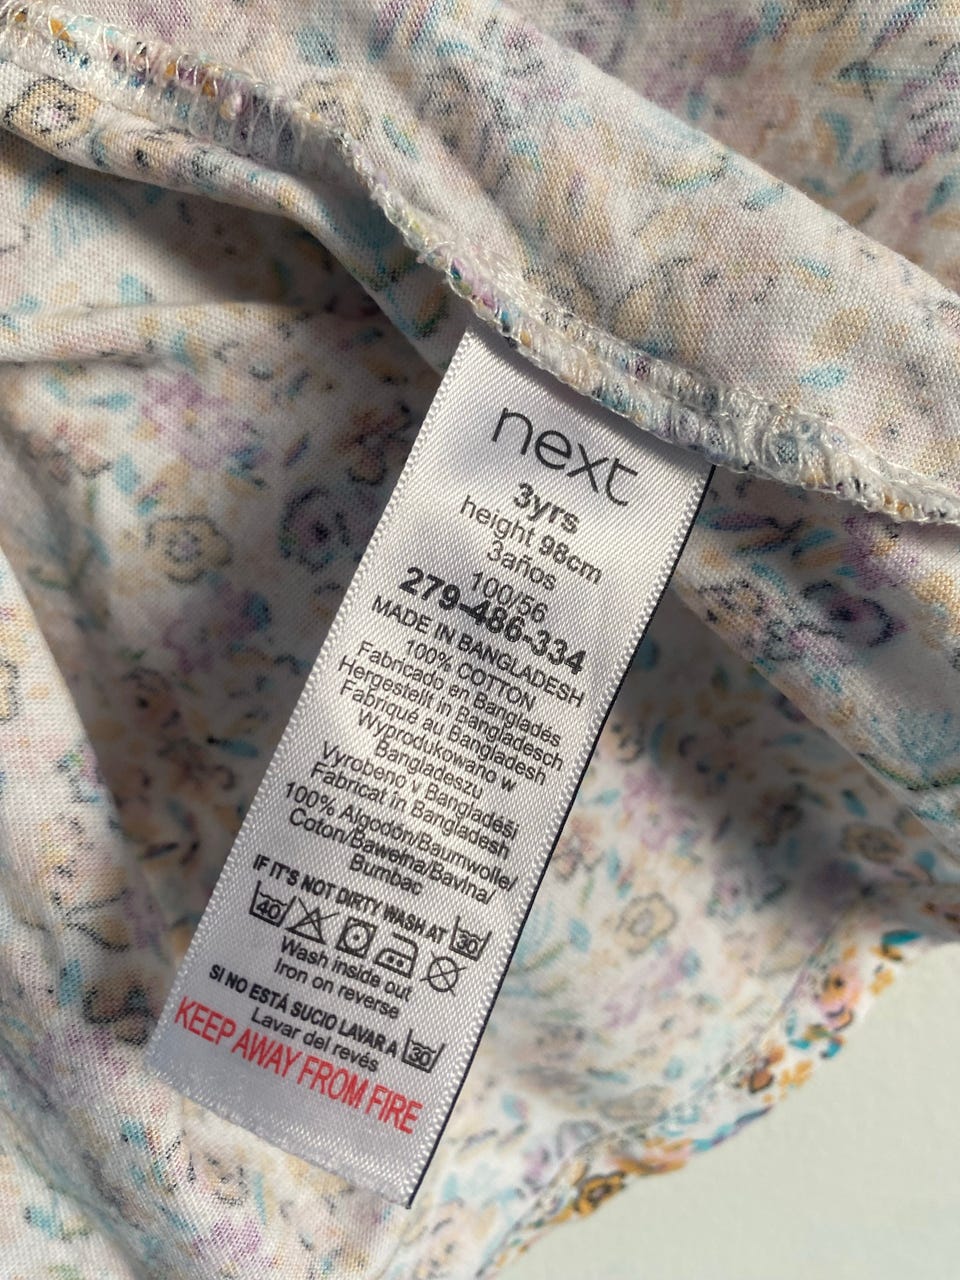 next
3yrs
height 98cm
3años
100/56
279-486-334
MADE IN BANGLADESH
100% COTTON
Fabricado en Bangladés
Hergestellt in Bangladesch
Fabriqué au Bangladesh
Wyprodukowano w
Bangladeszu
Vyrobeno v Bangladéši
Fabricat in Bangladesh
100% Algodón/Baumwolle/
Coton/Bawełna/Bavlna/
Bumbac
IF IT'S NOT DIRTY WASH AT 30
40
Wash inside out
Iron on reverse
SI NO ESTÁ SUCIO LAVAR A 30
Lavar del revés
KEEP AWAY FROM FIRE